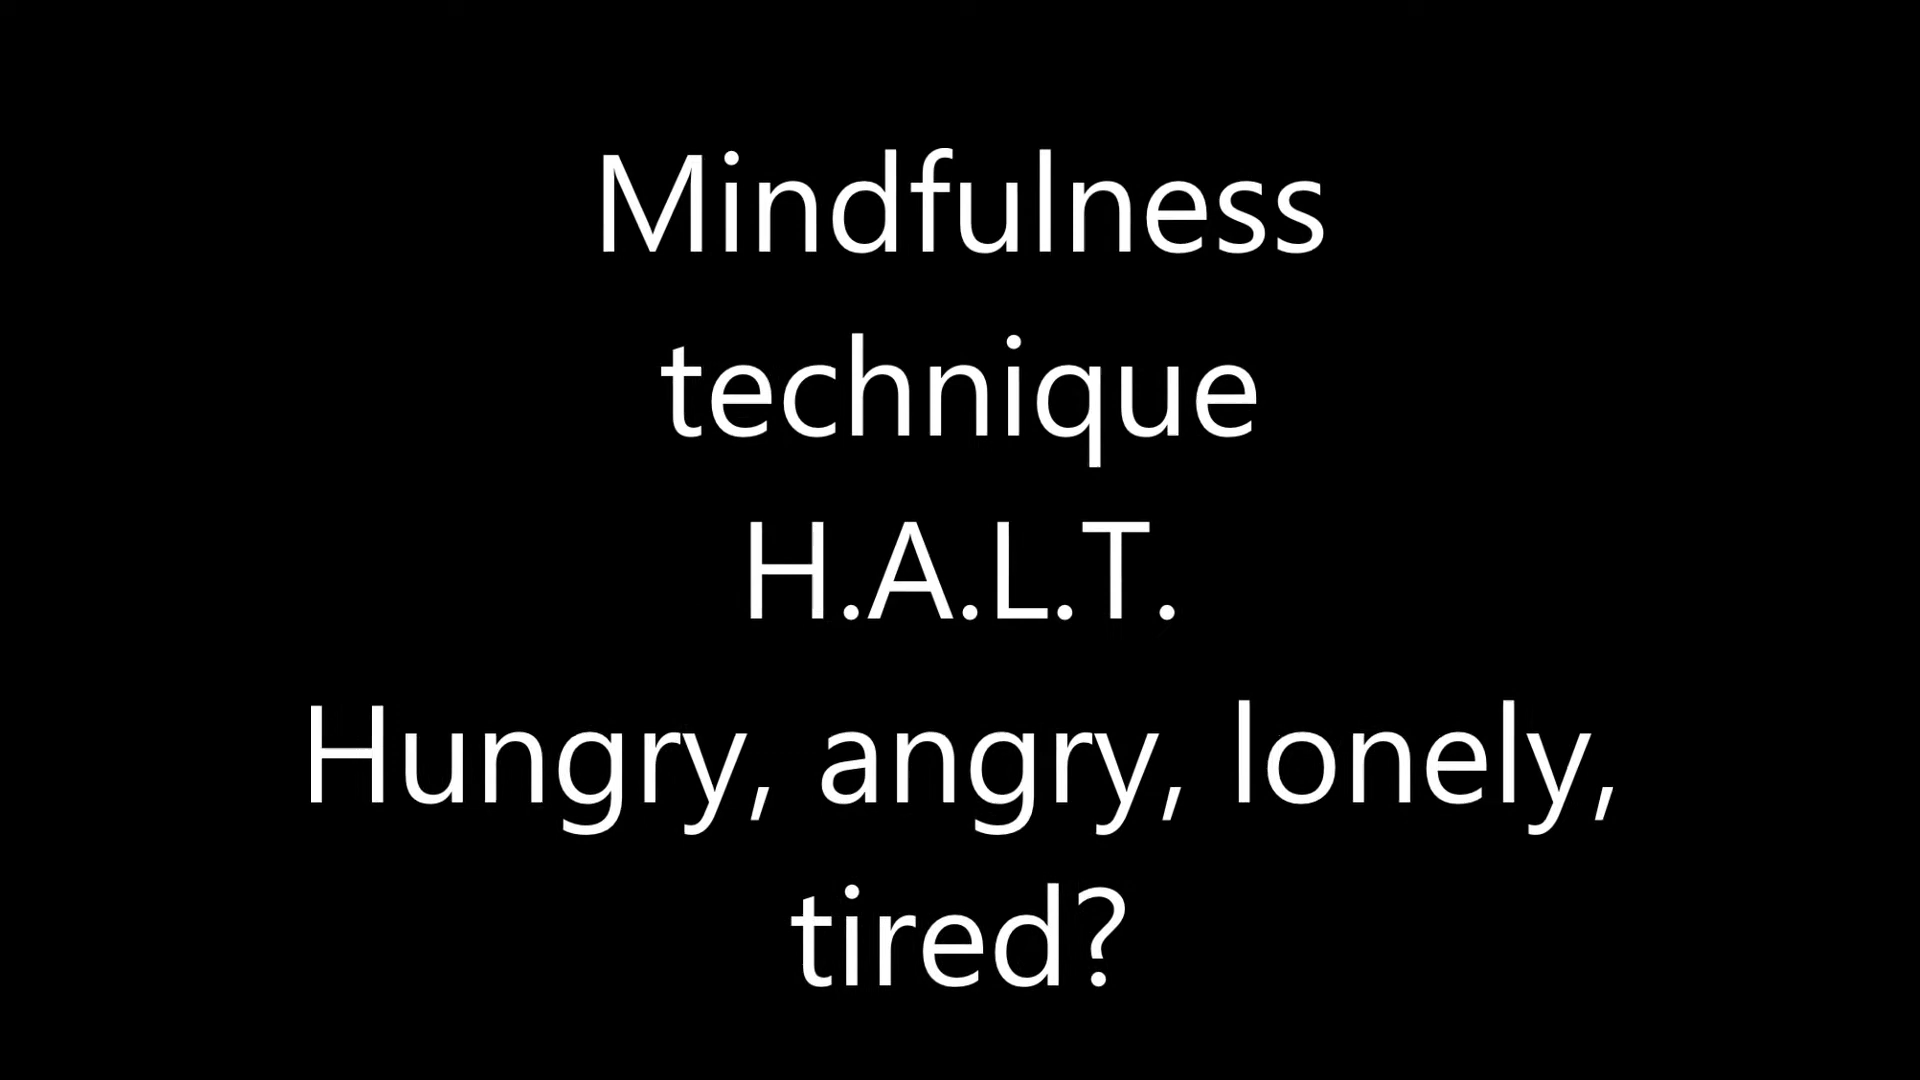 Mindfulness
technique
H.A.L.T.
Hungry, angry, lonely,
tired?